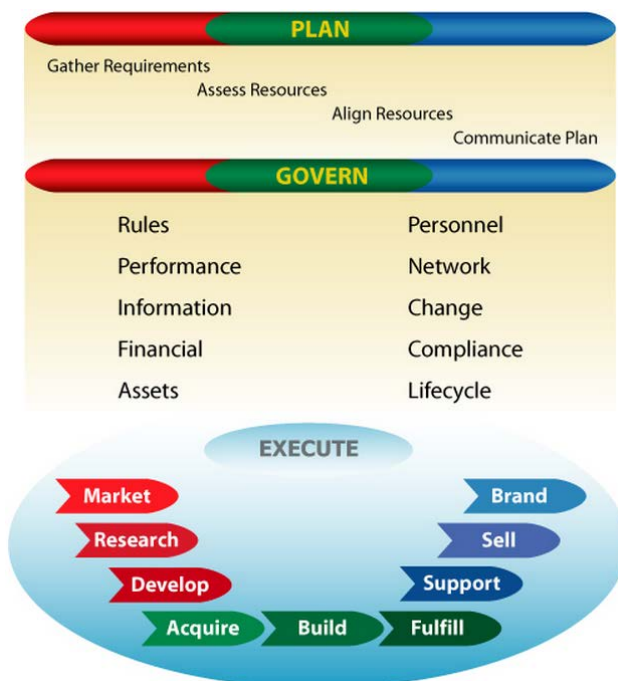 PLAN
Gather Requirements
Assess Resources
Align Resources
Communicate Plan
GOVERN
Rules
Personnel
Performance
Network
Information
Change
Financial
Compliance
Assets
Lifecycle
EXECUTE
Market
Brand
Research
Sell
Develop
Support
Acquire
Build
Fulfill